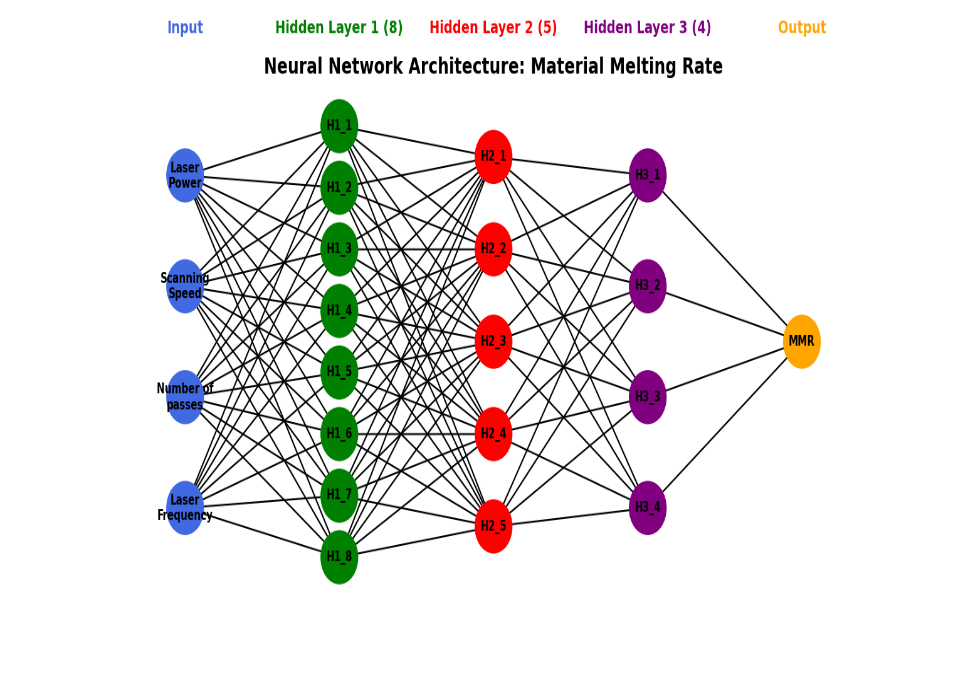 Input
Hidden Layer 1 (8)
Hidden Layer 2 (5)
Hidden Layer 3 (4)
Output
Neural Network Architecture: Material Melting Rate
Laser
Power
Scanning
Speed
Number of
passes
Laser
Frequency
H1_1
H1_2
H1_3
H1_4
H1_5
H1_6
H1_7
H1_8
H2_1
H2_2
H2_3
H2_4
H2_5
H3_1
H3_2
H3_3
H3_4
MMR